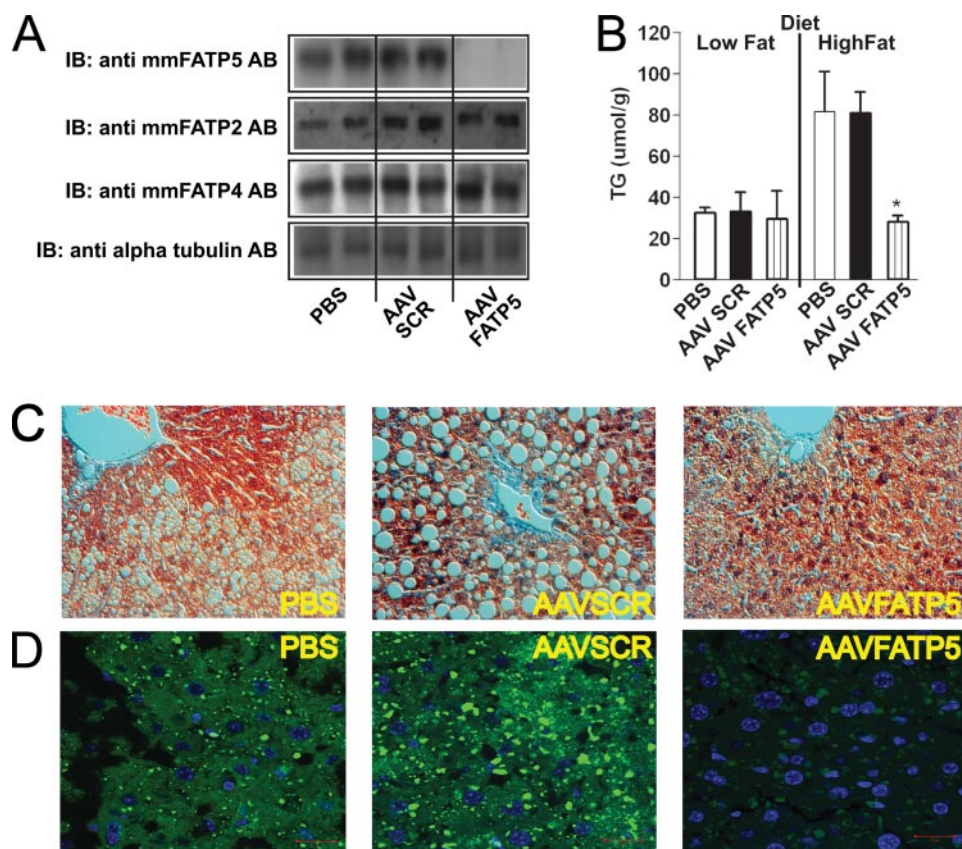 A
IB: anti mmFATP5 AB
IB: anti mmFATP2 AB
IB: anti mmFATP4 AB
IB: anti alpha tubulin AB
PBS
AAV
SCR
AAV
FATP5
B
Diet
Low Fat
HighFat
TG (umol/g)
120
100
80
60
40
20
0
*
PBS
AAV SCR
AAV FATP5
PBS
AAV SCR
AAV FATP5
C
PBS
AAVSCR
AAVFATP5
D
PBS
AAVSCR
AAVFATP5